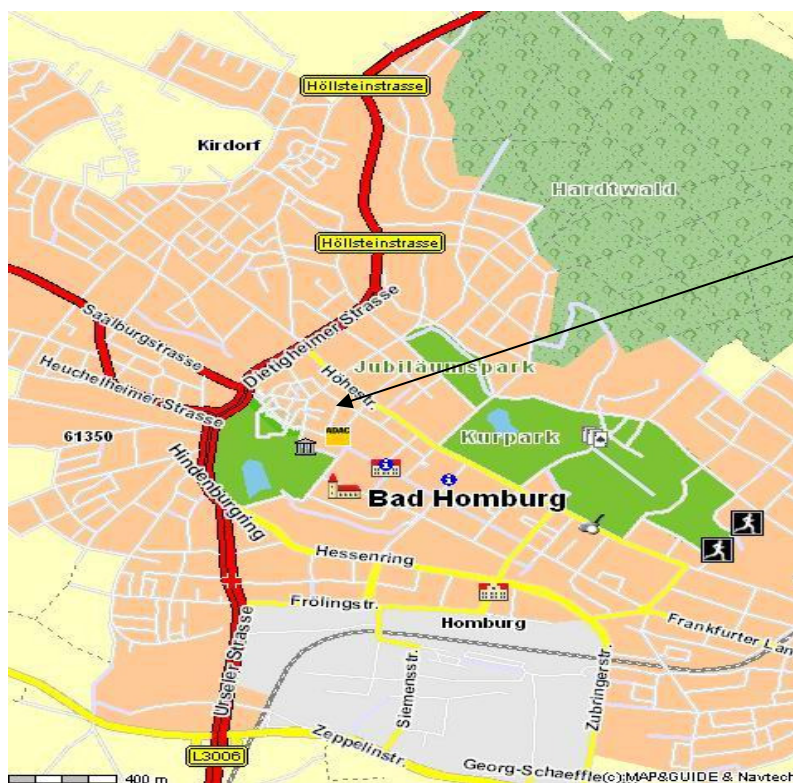 Höllsteinstrasse
Kirdorf
Hardtwald
Höllsteinstrasse
Saalburgstrasse
Dietigheimer Strasse
Jubiläumspark
Höhestr.
Heuchelheimer Strasse
61350
ADAC
Kurpark
Hindenburgring
Bad Homburg
Hessenring
Frölingstr.
Homburg
Frankfurter Lan
Urseler Strasse
Siemensstr.
Zubringerstr.
Zeppelinstr.
L3006
Georg-Schaeffle(c)MAP&GUIDE & Navtech
400 m